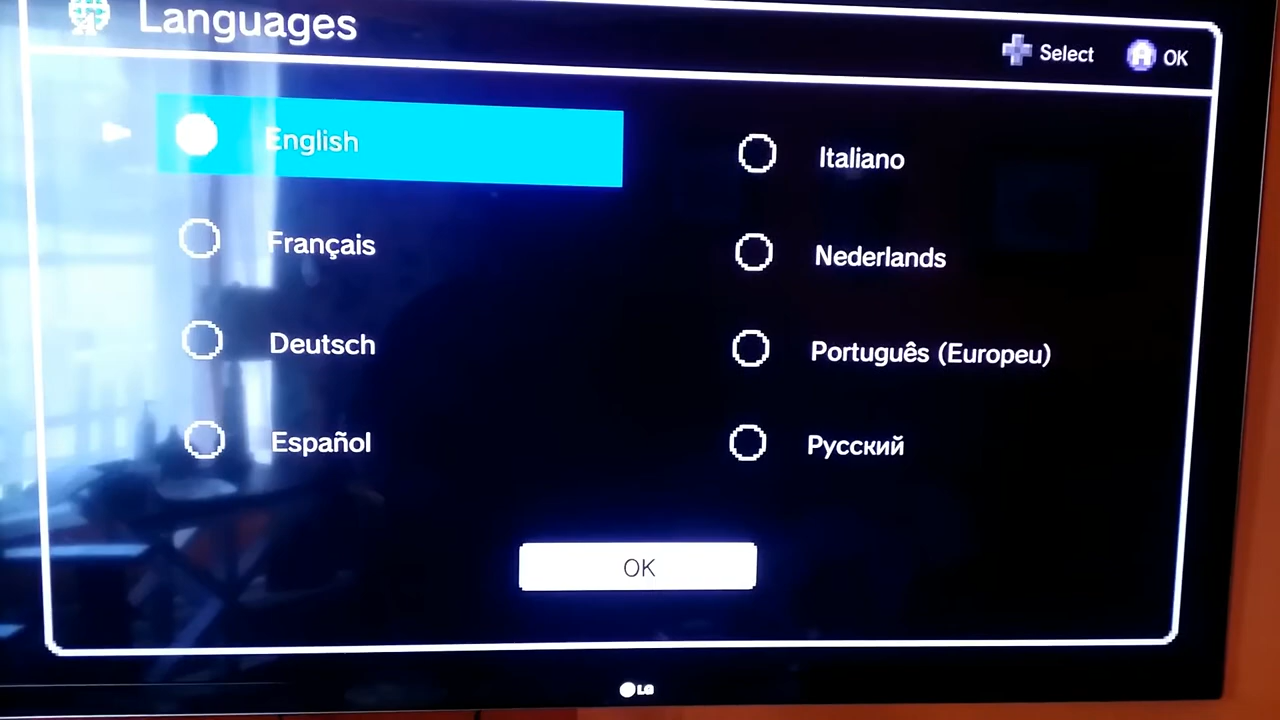 Languages
Select
A OK
English
Français
Deutsch
Español
Italiano
Nederlands
Português (Europeu)
Русский
OK
LG